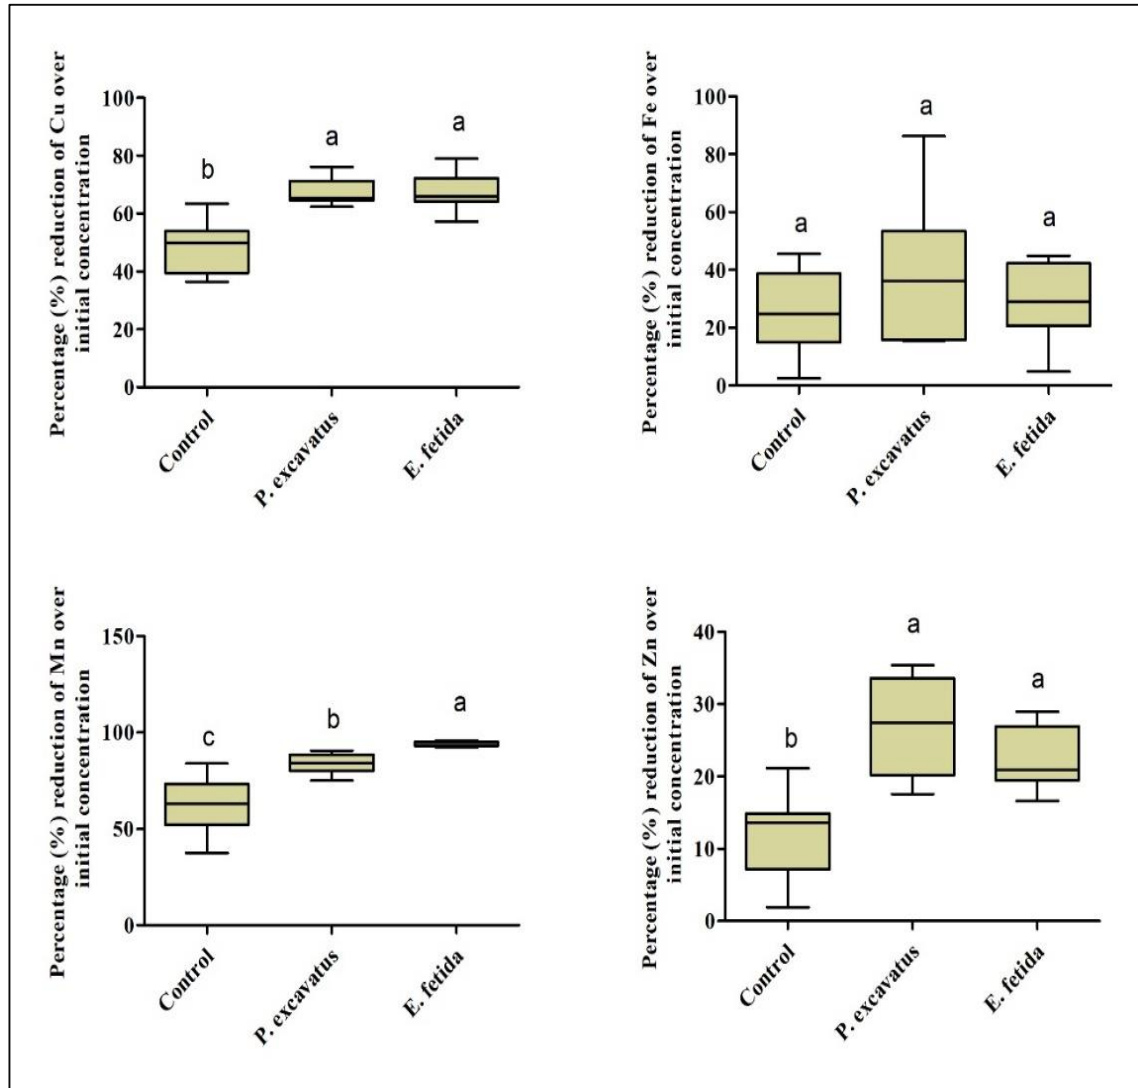 Percentage (%) reduction of Cu over
initial concentration
100
80
60
40
20
0
b
a
a
Control
P. excavatus
E. fetida
Percentage (%) reduction of Fe over
initial concentration
100
80
60
40
20
0
a
a
a
Control
P. excavatus
E. fetida
Percentage (%) reduction of Mn over
initial concentration
150
100
50
0
c
b
a
Control
P. excavatus
E. fetida
Percentage (%) reduction of Zn over
initial concentration
40
30
20
10
0
b
a
a
Control
P. excavatus
E. fetida